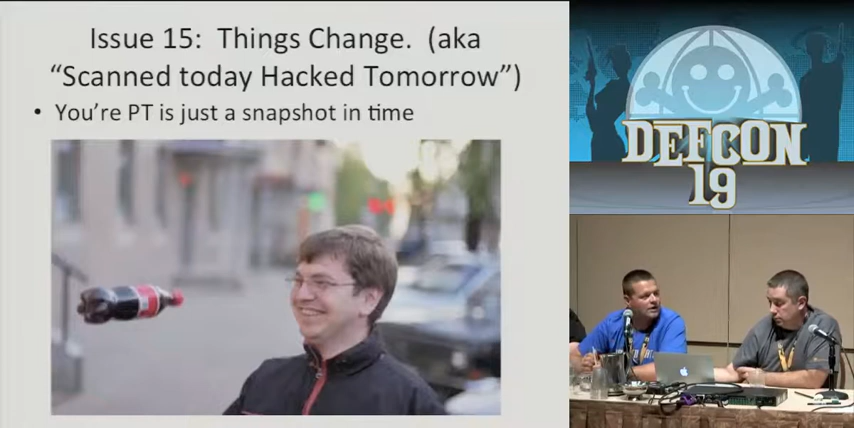 Issue 15:  Things Change.  (aka
“Scanned today Hacked Tomorrow”)
• You’re PT is just a snapshot in time
DEFCON
19